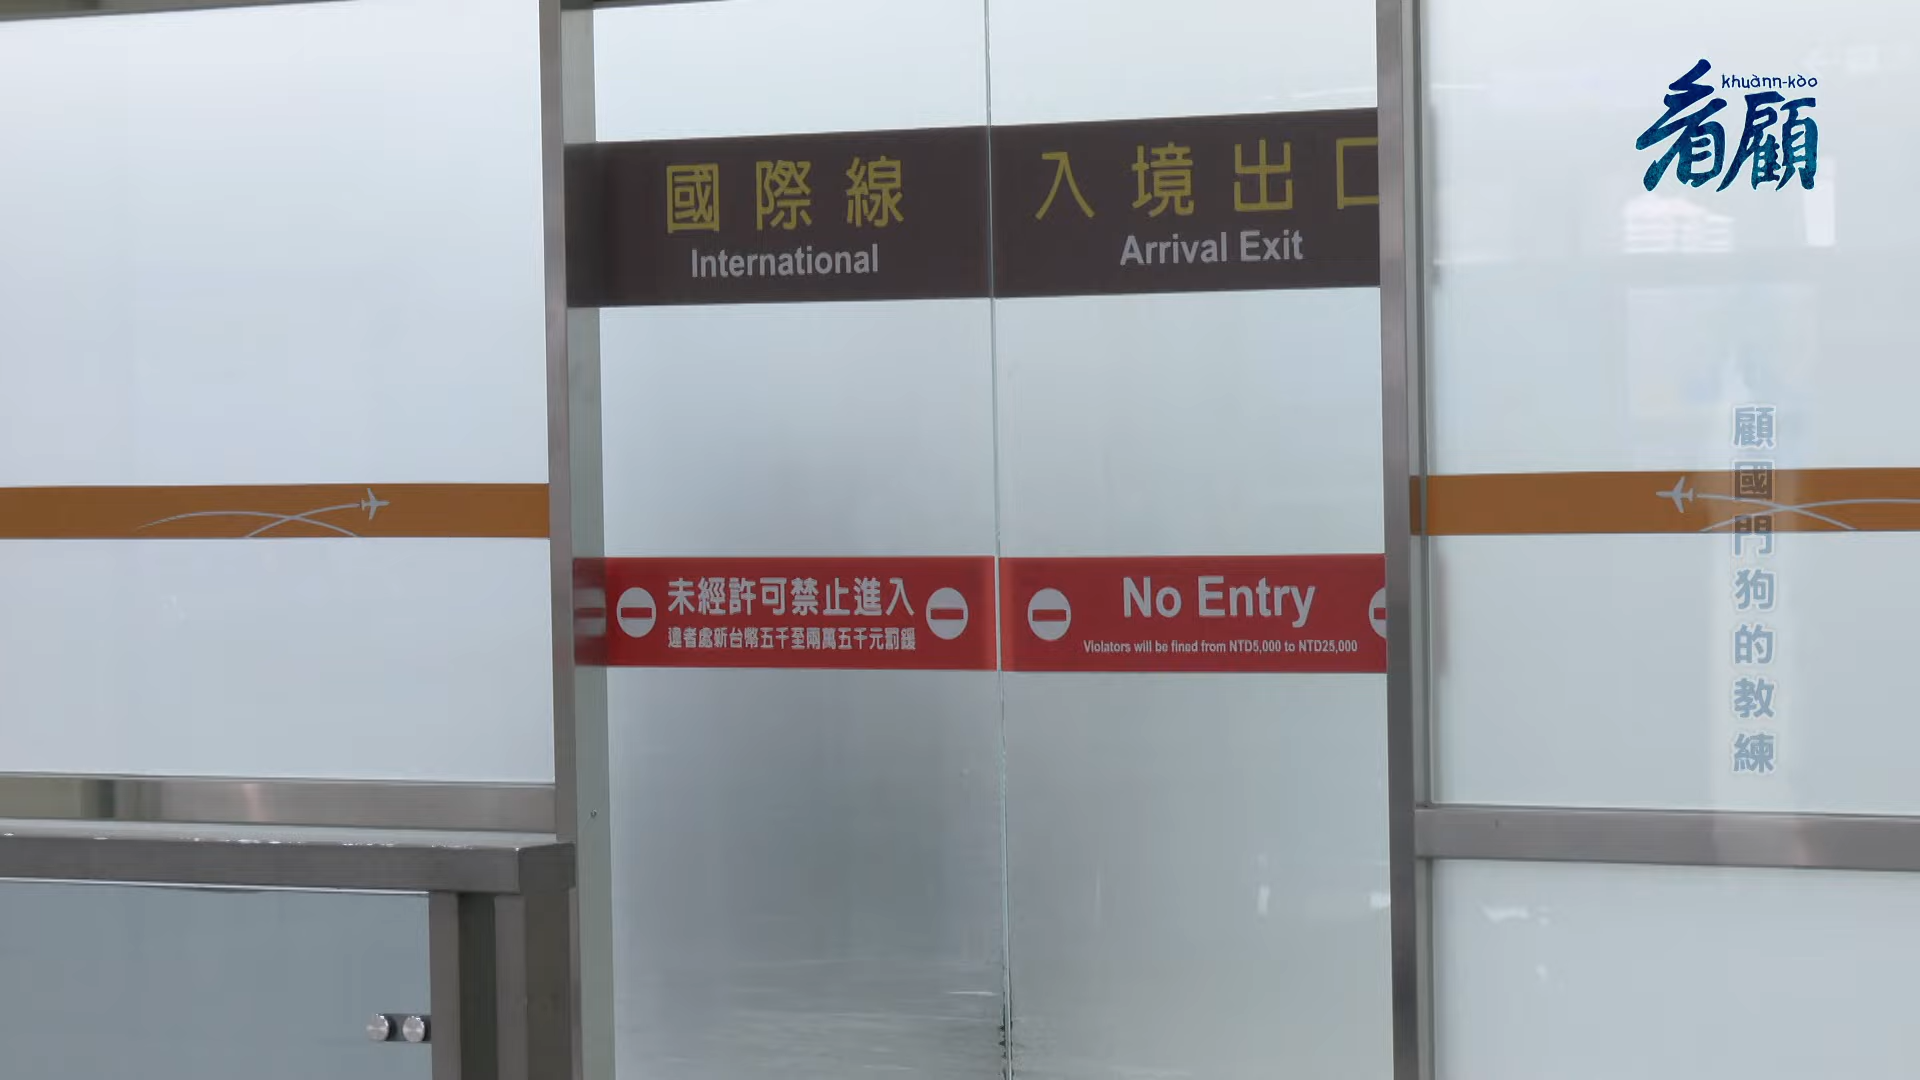 國際線
International
入境出口
Arrival Exit
未經許可禁止進入
違者處新台幣五千至兩萬五千元罰鍰
No Entry
Violators will be fined from NTD5,000 to NTD25,000
khuànn-kòo
看顧
顧國門狗的教練